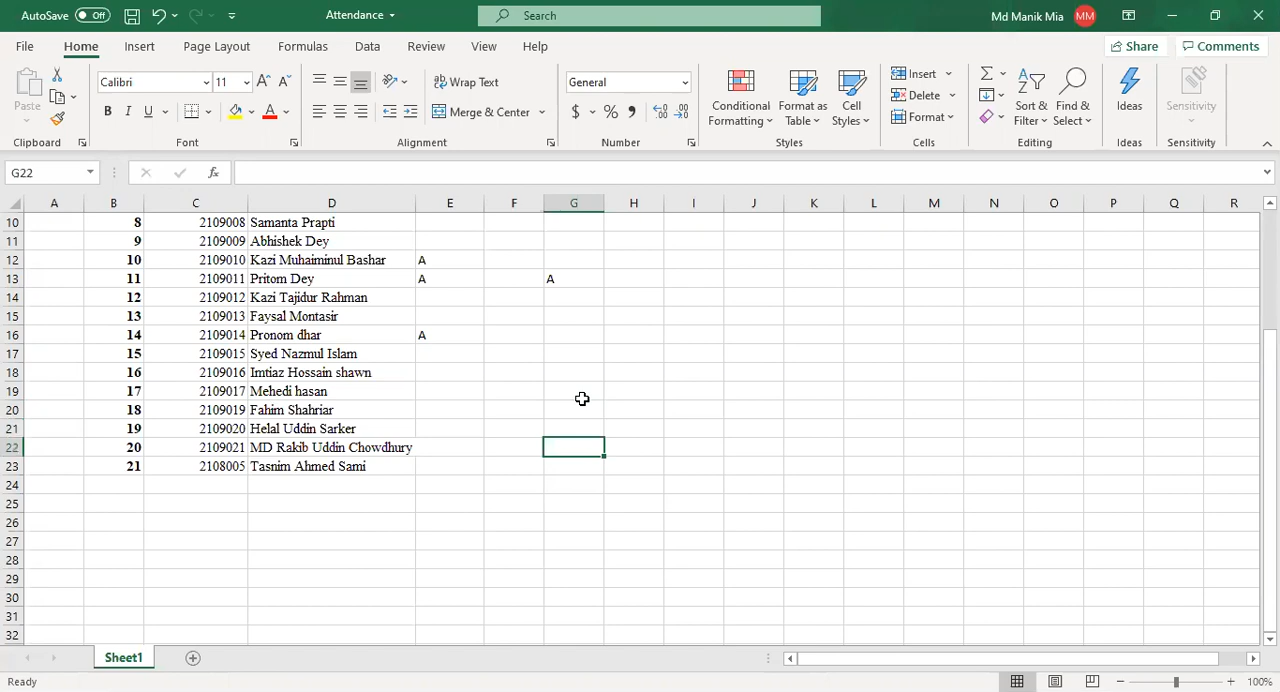 AutoSave Off Attendance Search Md Manik Mia MM
File Home Insert Page Layout Formulas Data Review View Help Share Comments
Paste Calibri 11 A A Wrap Text General Insert
B I U A Merge & Center $ % 9 Conditional Formatting Format as Table Cell Styles Delete Format Sort & Filter Find & Select Ideas Sensitivity
Clipboard Font Alignment Number Styles Cells Editing Ideas Sensitivity
G22 fx
A B C D E F G H I J K L M N O P Q R
10 8 2109008 Samanta Prapti
11 9 2109009 Abhishek Dey
12 10 2109010 Kazi Muhaiminul Bashar A
13 11 2109011 Pritom Dey A A
14 12 2109012 Kazi Tajidur Rahman
15 13 2109013 Faysal Montasir
16 14 2109014 Pronom dhar A
17 15 2109015 Syed Nazmul Islam
18 16 2109016 Imtiaz Hossain shawn
19 17 2109017 Mehedi hasan
20 18 2109019 Fahim Shahriar
21 19 2109020 Helal Uddin Sarker
22 20 2109021 MD Rakib Uddin Chowdhury
23 21 2108005 Tasnim Ahmed Sami
24
25
26
27
28
29
30
31
32
Sheet1
Ready 100%